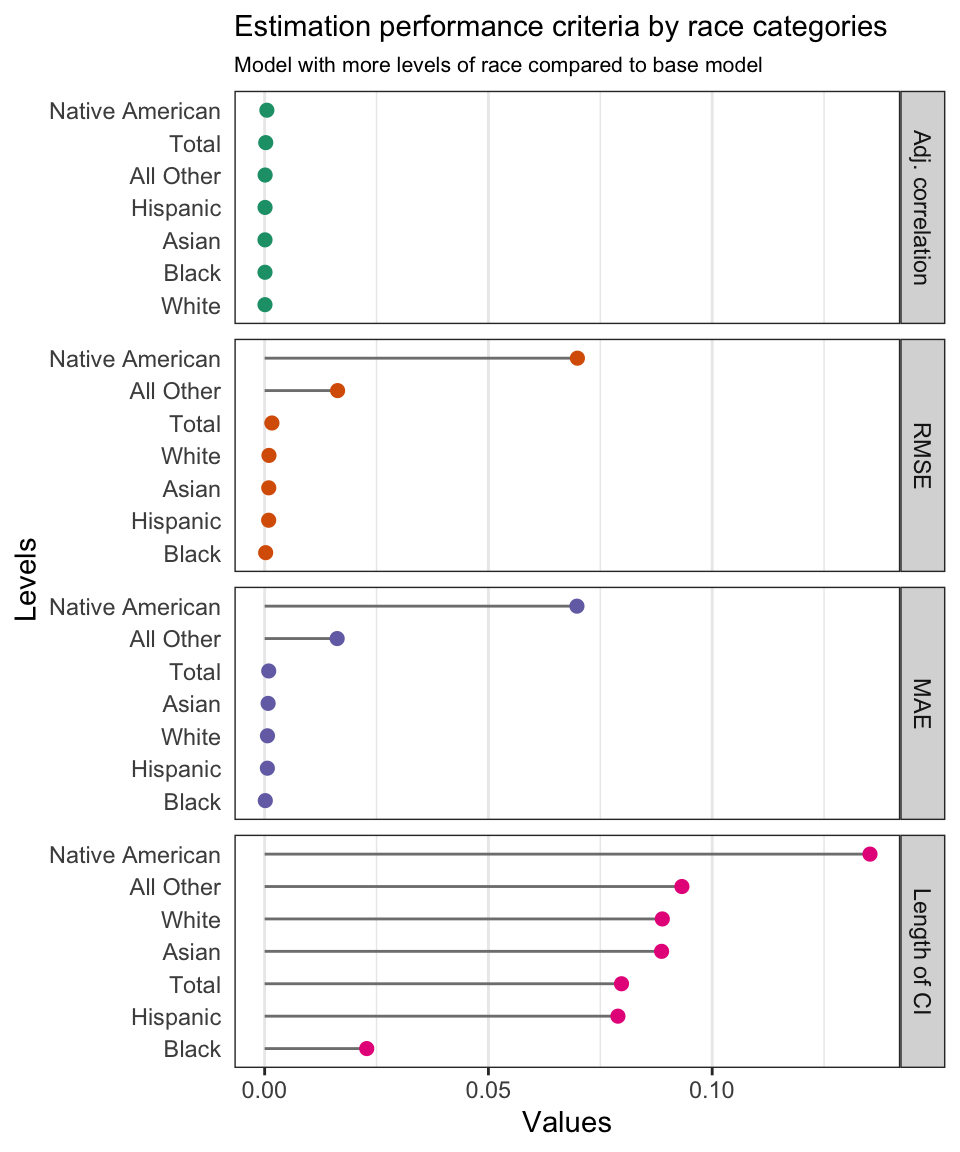 Estimation performance criteria by race categories
Model with more levels of race compared to base model
Levels
Native American
Total
All Other
Hispanic
Asian
Black
White
Adj. correlation
Native American
All Other
Total
White
Asian
Hispanic
Black
RMSE
Native American
All Other
Total
Asian
White
Hispanic
Black
MAE
Native American
All Other
White
Asian
Total
Hispanic
Black
Length of CI
0.00 0.05 0.10
Values